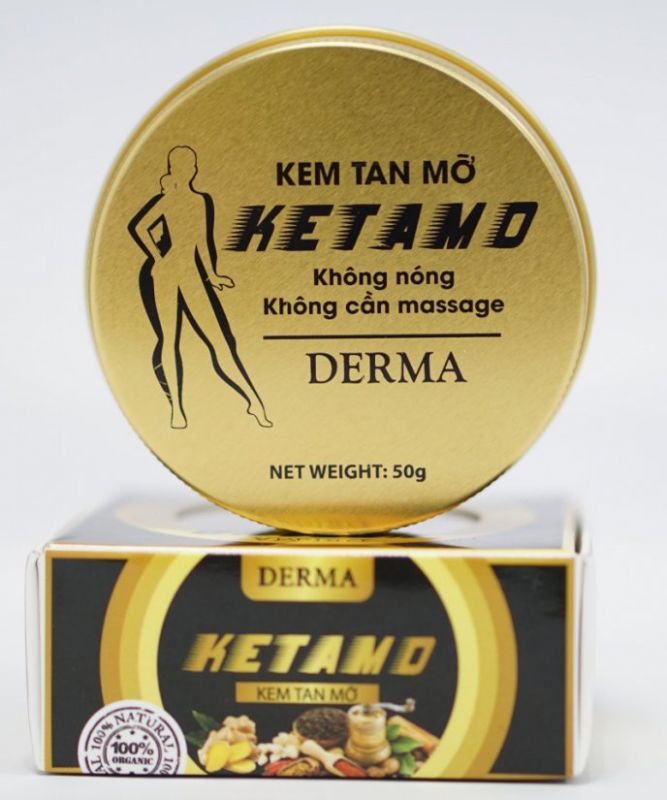 KEM TAN MỠ
KETAMO
Không nóng
Không cần massage
DERMA
NET WEIGHT: 50g
DERMA
KETAMO
KEM TAN MỠ
100% NATURAL
100%
ORGANIC